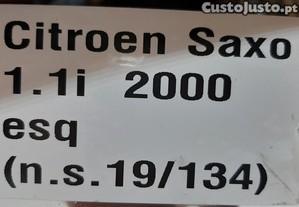 CustoJusto.pt
Citroen Saxo
1.1i 2000
esq
(n.s.19/134)